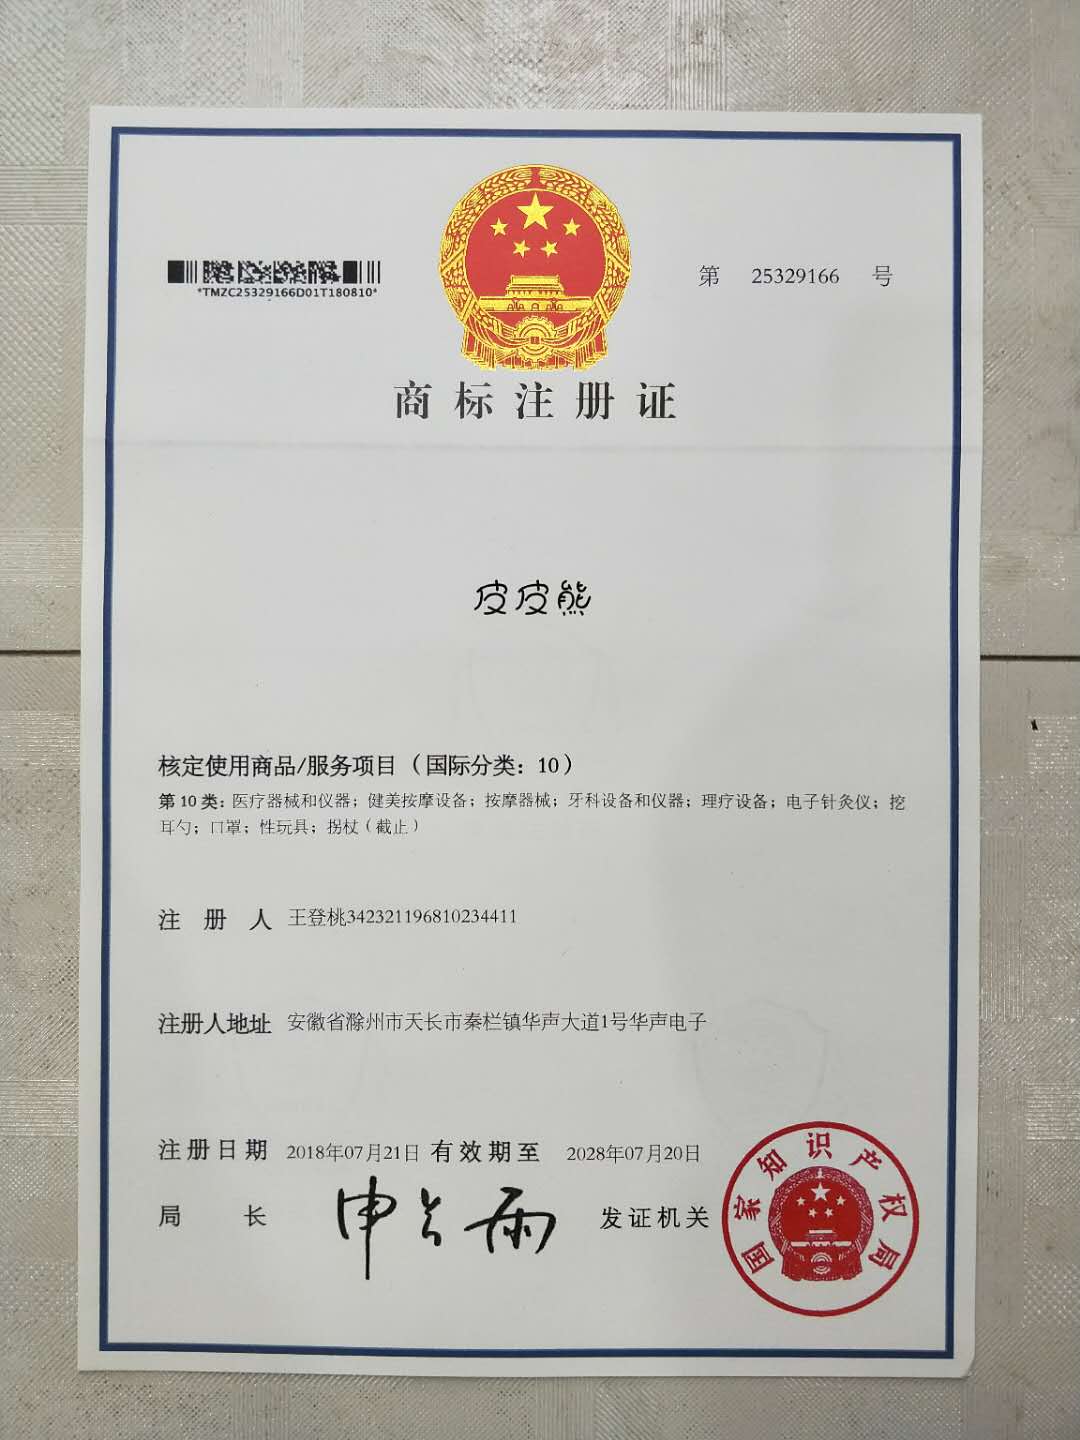 *TMZC25329166D01T180810*
第 25329166 号
商标注册证
皮皮熊
核定使用商品/服务项目（国际分类：10）
第 10 类：医疗器械和仪器；健美按摩设备；按摩器械；牙科设备和仪器；理疗设备；电子针灸仪；挖
耳勺；口罩；性玩具；拐杖（截止）
注册人 王登桃342321196810234411
注册人地址 安徽省滁州市天长市秦栏镇华声大道1号华声电子
注册日期 2018年07月21日 有效期至 2028年07月20日
局长 申长雨 发证机关
国家知识产权局